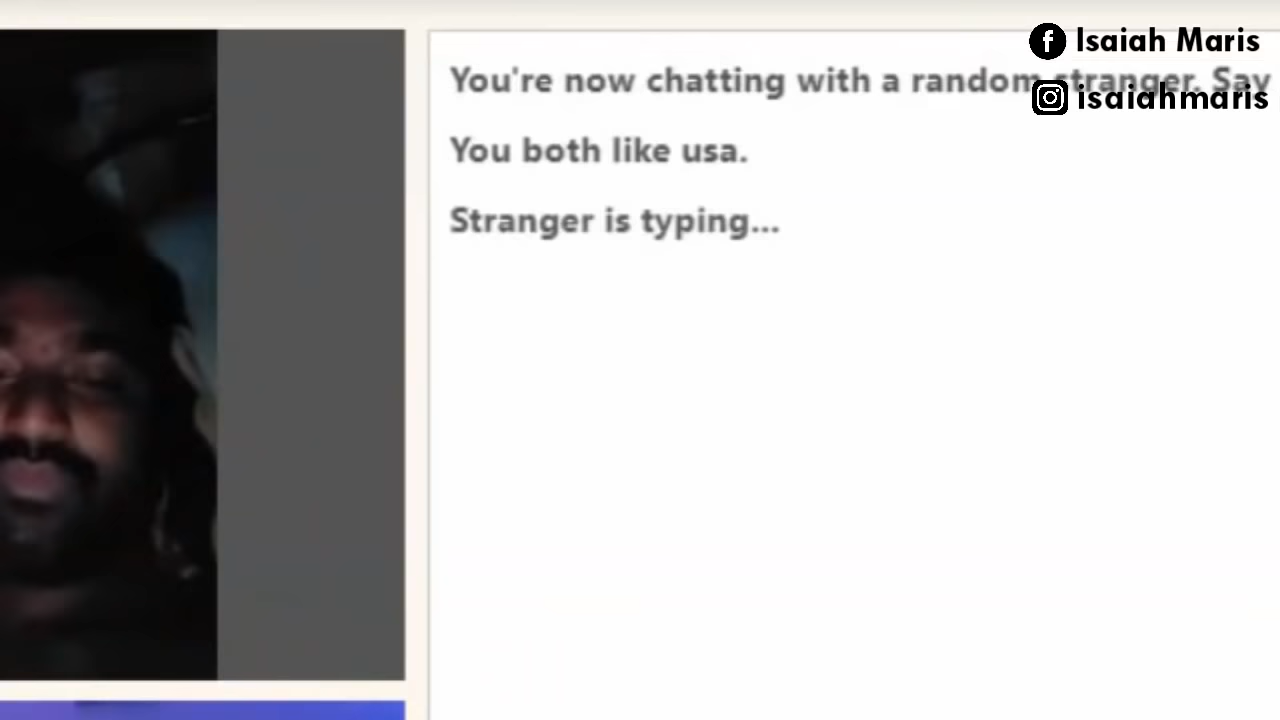 Isaiah Maris
You're now chatting with a random stranger. Say
isaiahmaris
You both like usa.
Stranger is typing...